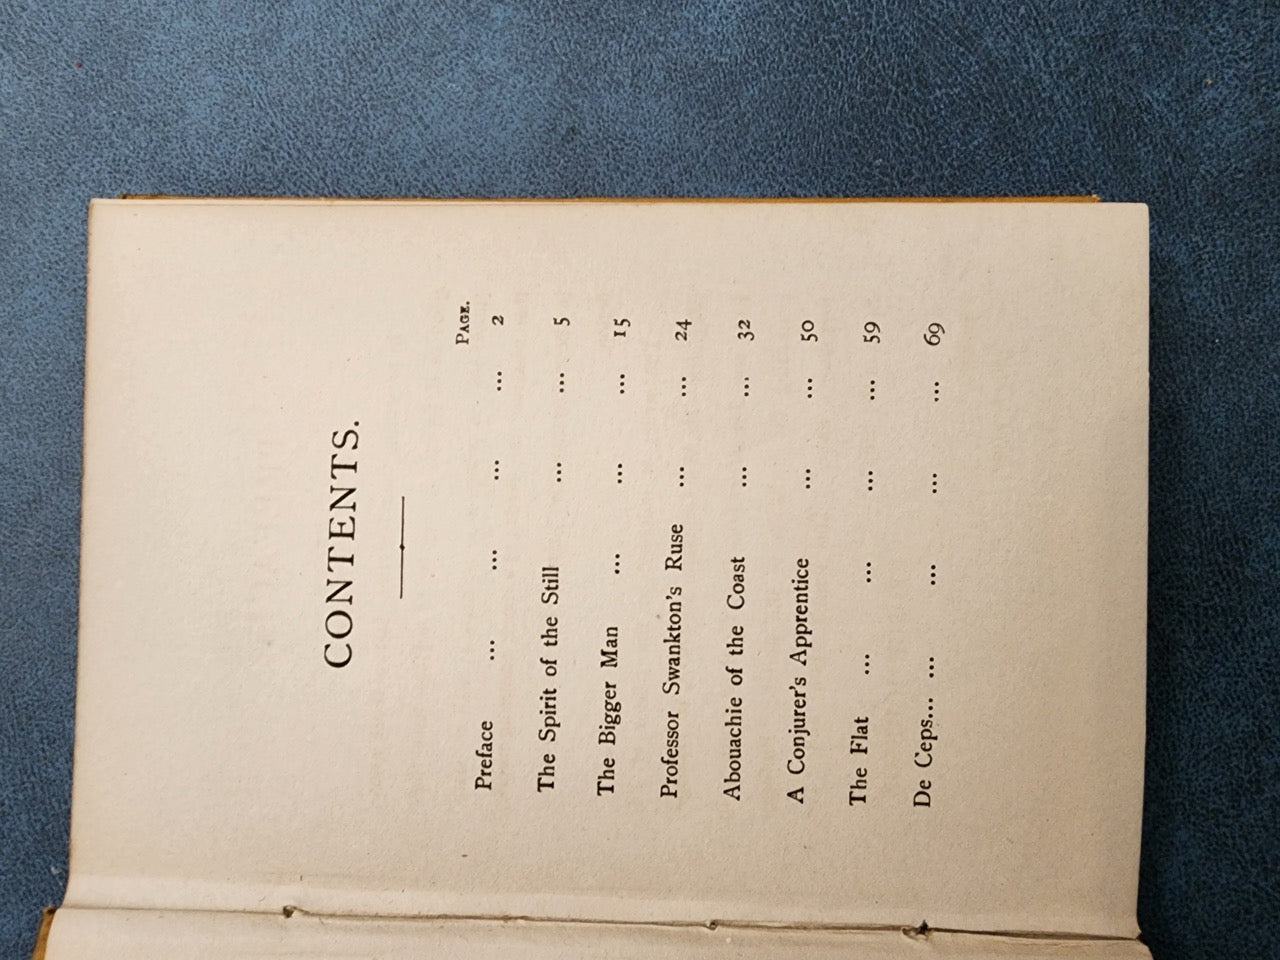 CONTENTS.
PAGE.
Preface ... ... ... ... 2
The Spirit of the Still ... ... 5
The Bigger Man ... ... ... 15
Professor Swankton's Ruse ... ... 24
Abouachie of the Coast ... ... 32
A Conjurer's Apprentice ... ... 50
The Flat ... ... ... ... 59
De Ceps... ... ... ... ... 69